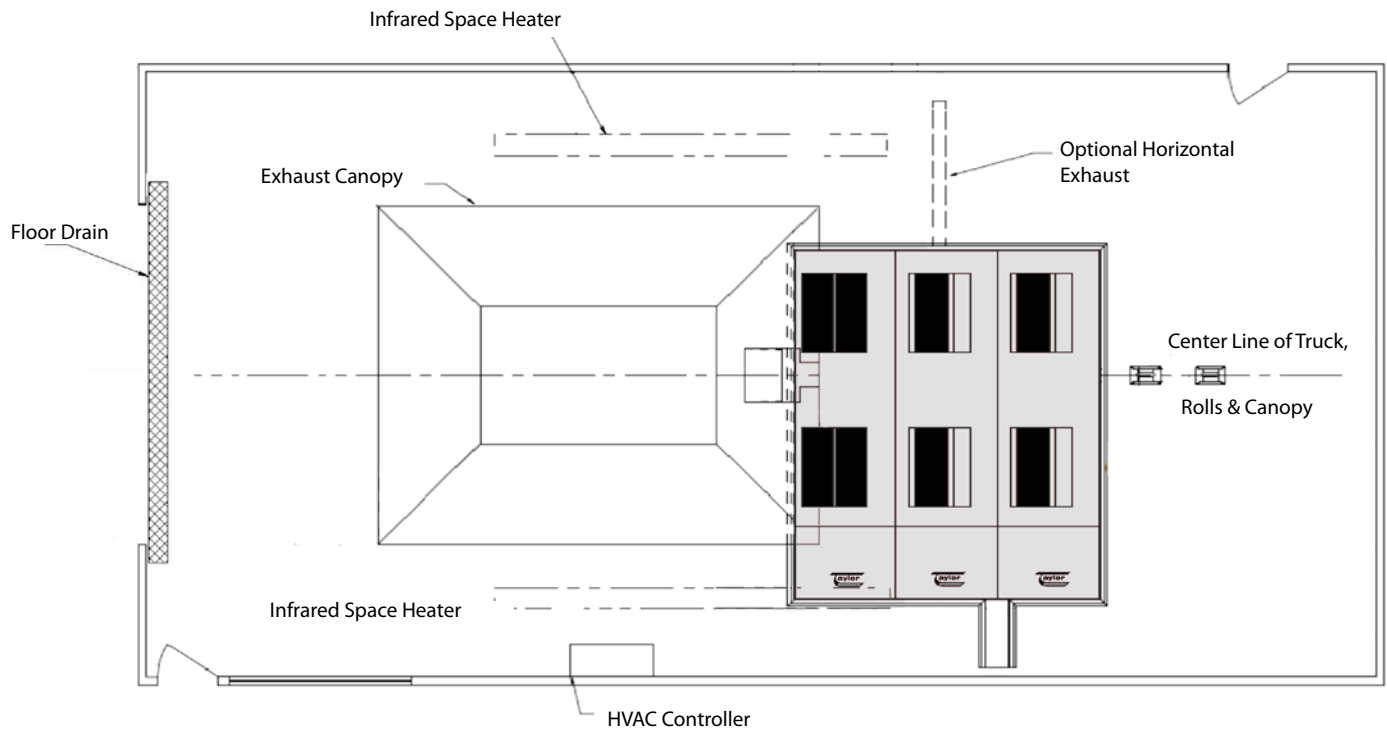 Infrared Space Heater
Optional Horizontal
Exhaust
Exhaust Canopy
Floor Drain
Center Line of Truck,
Rolls & Canopy
Taylor Taylor Taylor
Infrared Space Heater
HVAC Controller